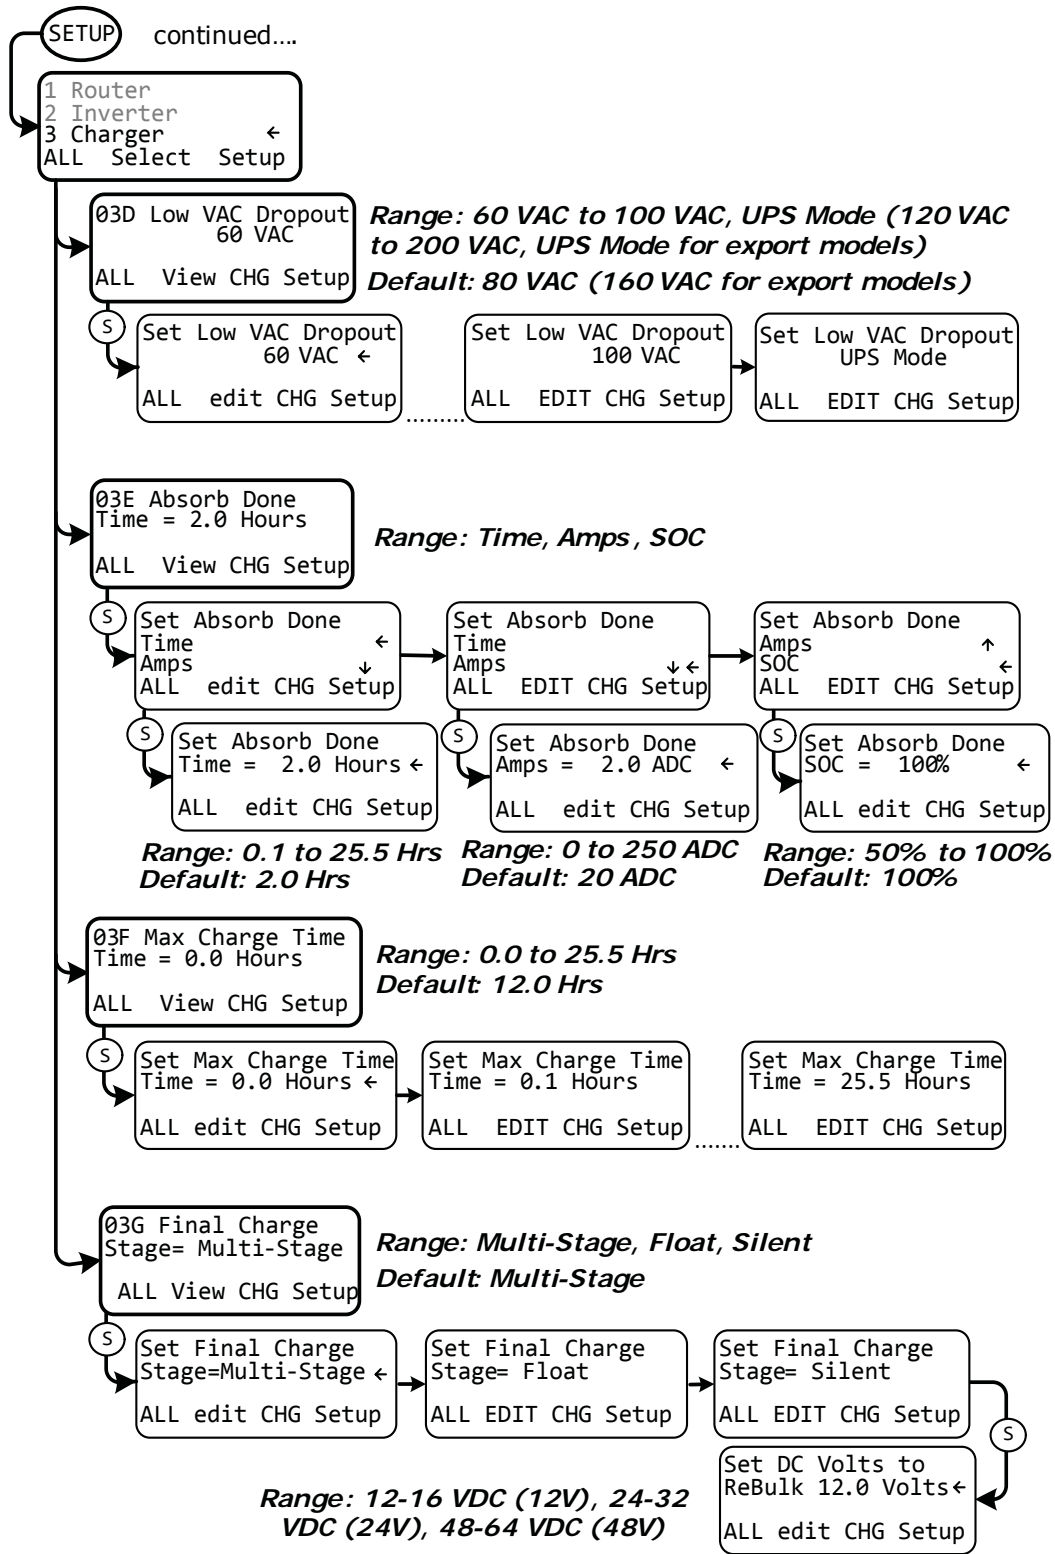 SETUP continued....
1 Router
2 Inverter
3 Charger ←
ALL Select Setup
03D Low VAC Dropout
60 VAC
ALL View CHG Setup
Range: 60 VAC to 100 VAC, UPS Mode (120 VAC
to 200 VAC, UPS Mode for export models)
Default: 80 VAC (160 VAC for export models)
S
Set Low VAC Dropout
60 VAC ←
ALL edit CHG Setup
.........
Set Low VAC Dropout
100 VAC
ALL EDIT CHG Setup
Set Low VAC Dropout
UPS Mode
ALL EDIT CHG Setup
03E Absorb Done
Time = 2.0 Hours
ALL View CHG Setup
Range: Time, Amps, SOC
S
Set Absorb Done
Time ←
Amps ↓
ALL edit CHG Setup
Set Absorb Done
Time
Amps ↓ ←
ALL EDIT CHG Setup
Set Absorb Done
Amps ↑
SOC ←
ALL EDIT CHG Setup
S
Set Absorb Done
Time = 2.0 Hours ←
ALL edit CHG Setup
S
Set Absorb Done
Amps = 2.0 ADC ←
ALL edit CHG Setup
S
Set Absorb Done
SOC = 100% ←
ALL edit CHG Setup
Range: 0.1 to 25.5 Hrs
Default: 2.0 Hrs
Range: 0 to 250 ADC
Default: 20 ADC
Range: 50% to 100%
Default: 100%
03F Max Charge Time
Time = 0.0 Hours
ALL View CHG Setup
Range: 0.0 to 25.5 Hrs
Default: 12.0 Hrs
S
Set Max Charge Time
Time = 0.0 Hours ←
ALL edit CHG Setup
Set Max Charge Time
Time = 0.1 Hours
ALL EDIT CHG Setup
.......
Set Max Charge Time
Time = 25.5 Hours
ALL EDIT CHG Setup
03G Final Charge
Stage= Multi-Stage
ALL View CHG Setup
Range: Multi-Stage, Float, Silent
Default: Multi-Stage
S
Set Final Charge
Stage=Multi-Stage ←
ALL edit CHG Setup
Set Final Charge
Stage= Float
ALL EDIT CHG Setup
Set Final Charge
Stage= Silent
ALL EDIT CHG Setup
S
Set DC Volts to
ReBulk 12.0 Volts←
ALL edit CHG Setup
Range: 12-16 VDC (12V), 24-32
VDC (24V), 48-64 VDC (48V)